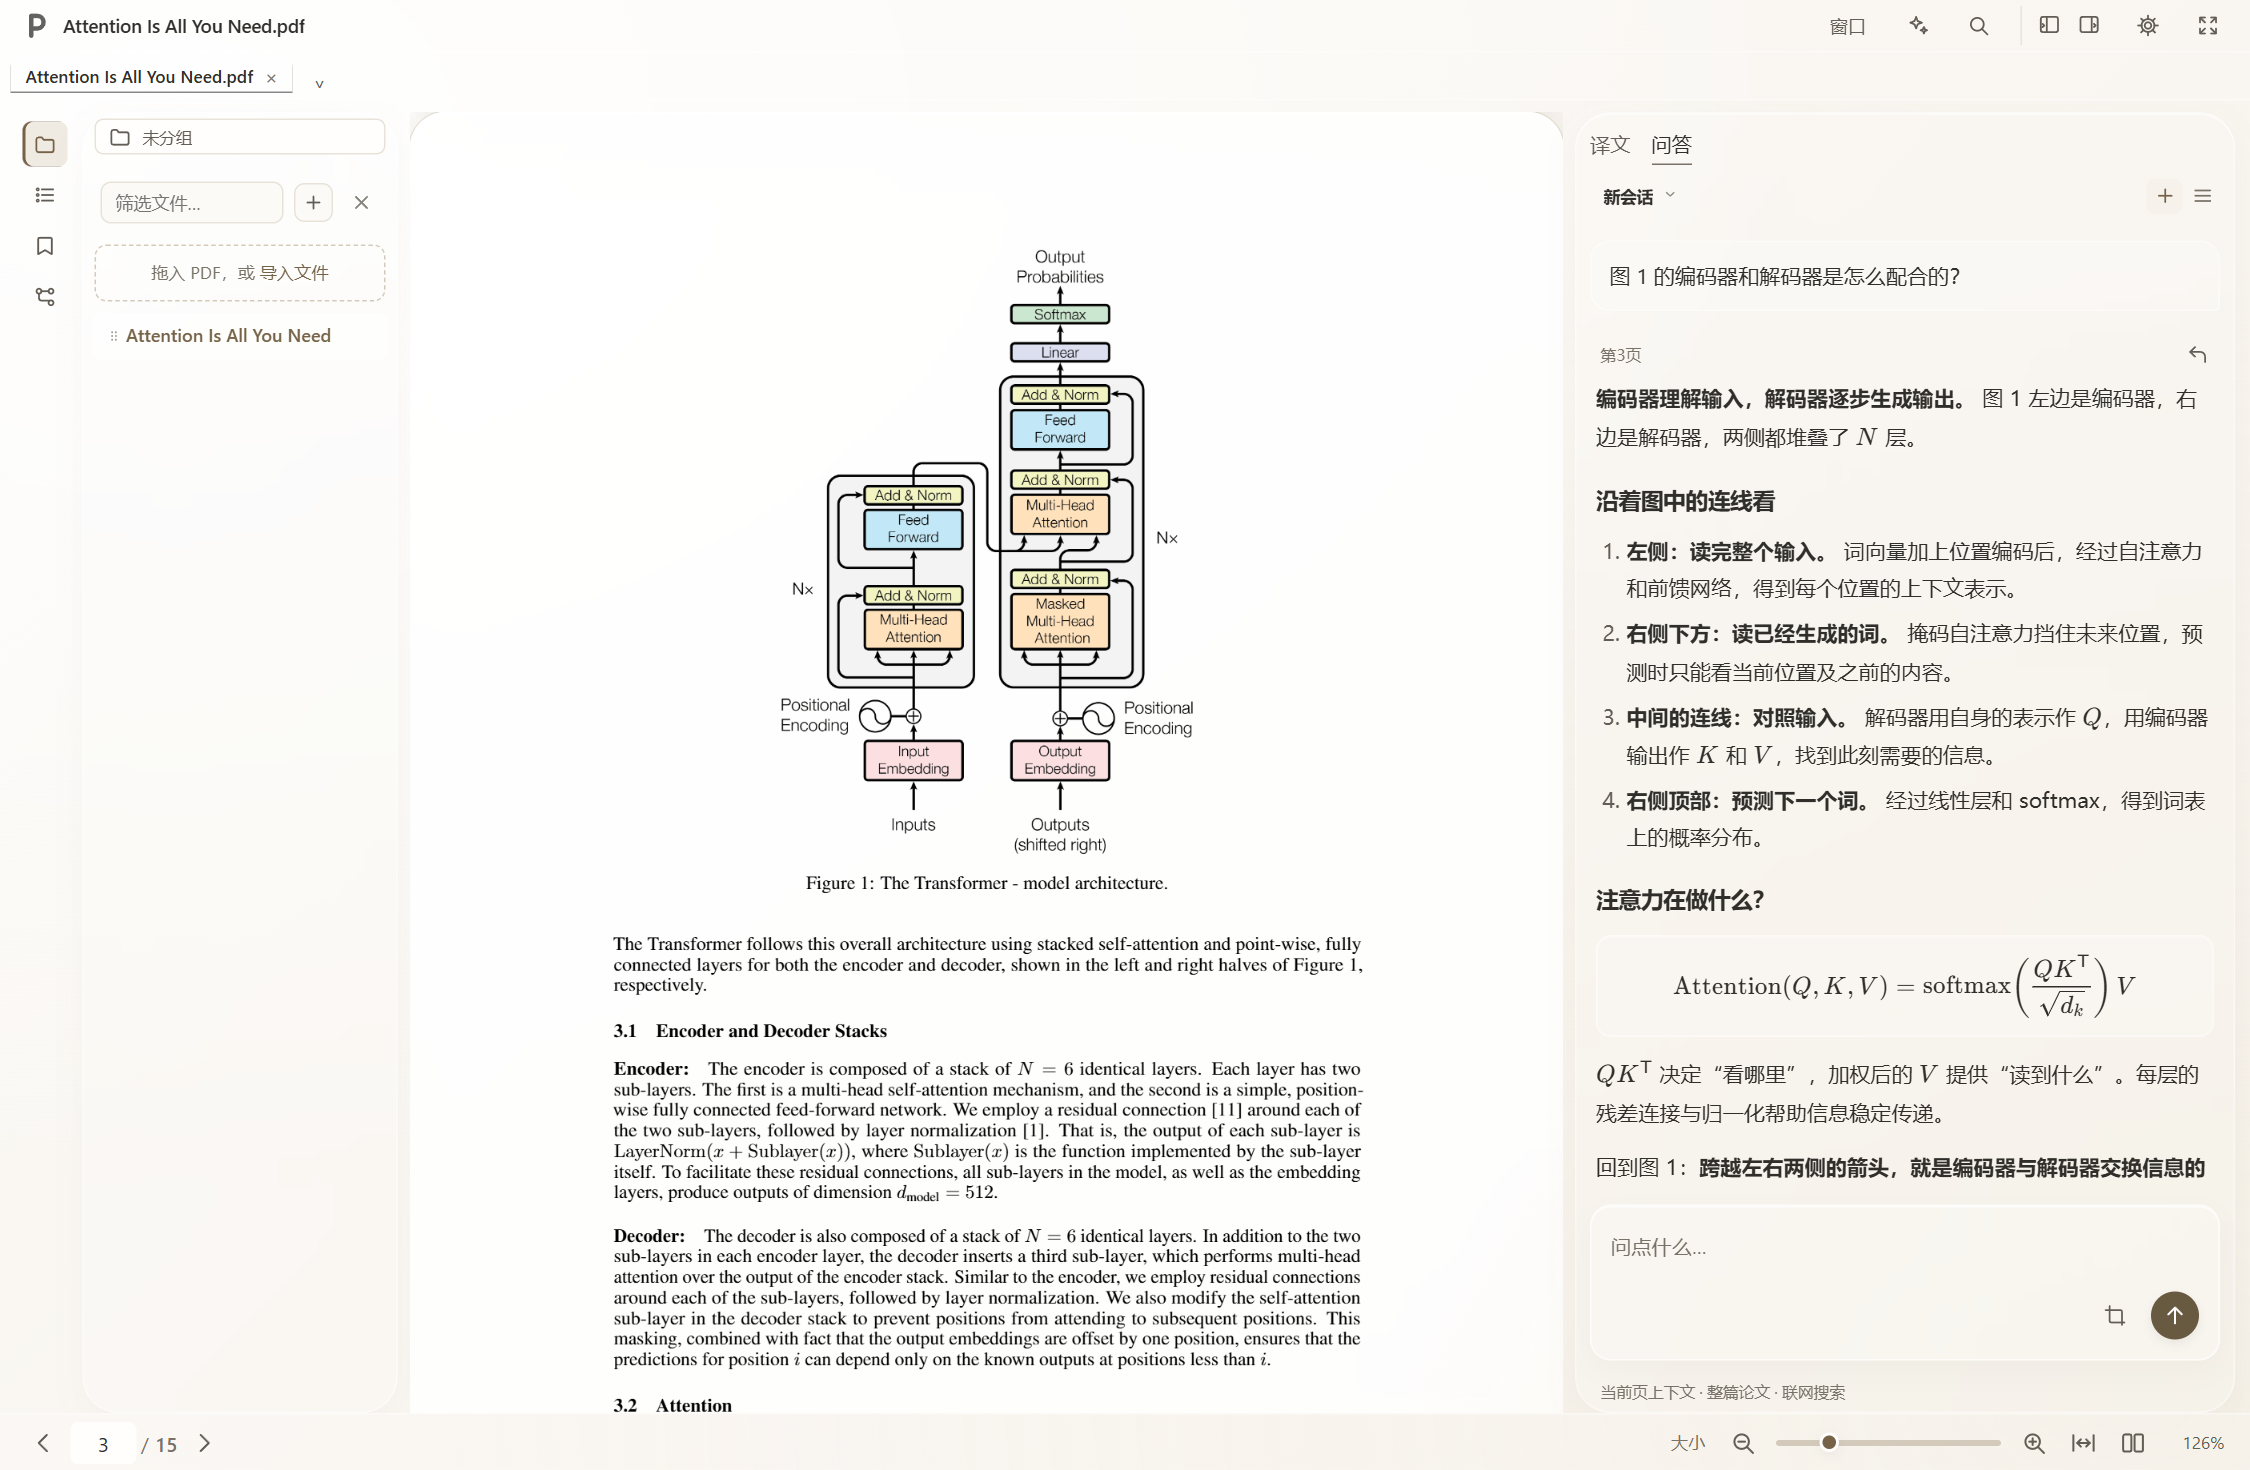 Attention Is All You Need.pdf
窗口
Attention Is All You Need.pdf
未分组
筛选文件...
拖入 PDF，或 导入文件
Attention Is All You Need
Output
Probabilities
Softmax
Linear
Add & Norm
Feed
Forward
Add & Norm
Multi-Head
Attention
Add & Norm
Masked
Multi-Head
Attention
N×
Add & Norm
Feed
Forward
Add & Norm
Multi-Head
Attention
N×
Positional
Encoding
Positional
Encoding
Input
Embedding
Output
Embedding
Inputs
Outputs
(shifted right)
Figure 1: The Transformer - model architecture.
The Transformer follows this overall architecture using stacked self-attention and point-wise, fully
connected layers for both the encoder and decoder, shown in the left and right halves of Figure 1,
respectively.
3.1 Encoder and Decoder Stacks
Encoder: The encoder is composed of a stack of N = 6 identical layers. Each layer has two
sub-layers. The first is a multi-head self-attention mechanism, and the second is a simple, position-
wise fully connected feed-forward network. We employ a residual connection [11] around each of
the two sub-layers, followed by layer normalization [1]. That is, the output of each sub-layer is
LayerNorm(x + Sublayer(x)), where Sublayer(x) is the function implemented by the sub-layer
itself. To facilitate these residual connections, all sub-layers in the model, as well as the embedding
layers, produce outputs of dimension d_model = 512.
Decoder: The decoder is also composed of a stack of N = 6 identical layers. In addition to the two
sub-layers in each encoder layer, the decoder inserts a third sub-layer, which performs multi-head
attention over the output of the encoder stack. Similar to the encoder, we employ residual connections
around each of the sub-layers, followed by layer normalization. We also modify the self-attention
sub-layer in the decoder stack to prevent positions from attending to subsequent positions. This
masking, combined with fact that the output embeddings are offset by one position, ensures that the
predictions for position i can depend only on the known outputs at positions less than i.
3.2 Attention
译文 问答
新会话
图 1 的编码器和解码器是怎么配合的？
第3页
编码器理解输入，解码器逐步生成输出。 图 1 左边是编码器，右
边是解码器，两侧都堆叠了 N 层。
沿着图中的连线看
1. 左侧：读完整个输入。 词向量加上位置编码后，经过自注意力
和前馈网络，得到每个位置的上下文表示。
2. 右侧下方：读已经生成的词。 掩码自注意力挡住未来位置，预
测时只能看当前位置及之前的内容。
3. 中间的连线：对照输入。 解码器用自身的表示作 Q，用编码器
输出作 K 和 V，找到此刻需要的信息。
4. 右侧顶部：预测下一个词。 经过线性层和 softmax，得到词表
上的概率分布。
注意力在做什么？
Attention(Q, K, V) = softmax(QK⊤/√d_k) V
QK⊤ 决定“看哪里”，加权后的 V 提供“读到什么”。每层的
残差连接与归一化帮助信息稳定传递。
回到图 1：跨越左右两侧的箭头，就是编码器与解码器交换信息的
问点什么...
当前页上下文 · 整篇论文 · 联网搜索
3 / 15
大小
126%